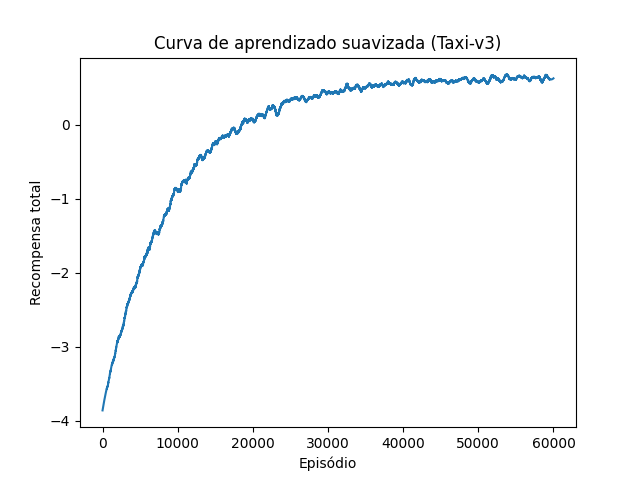 Curva de aprendizado suavizada (Taxi-v3)
Recompensa total
0
−1
−2
−3
−4
0 10000 20000 30000 40000 50000 60000
Episódio